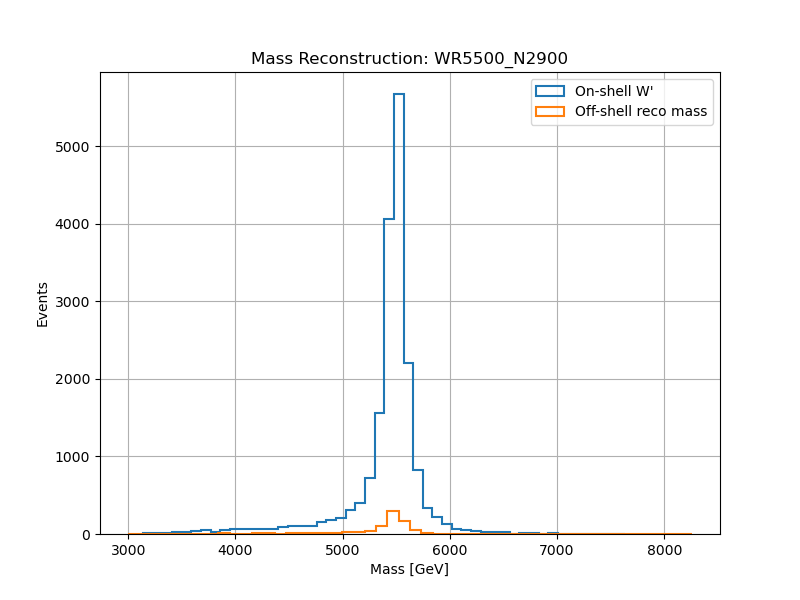 Mass Reconstruction: WR5500_N2900
On-shell W'
Off-shell reco mass
Events
5000
4000
3000
2000
1000
0
3000 4000 5000 6000 7000 8000
Mass [GeV]